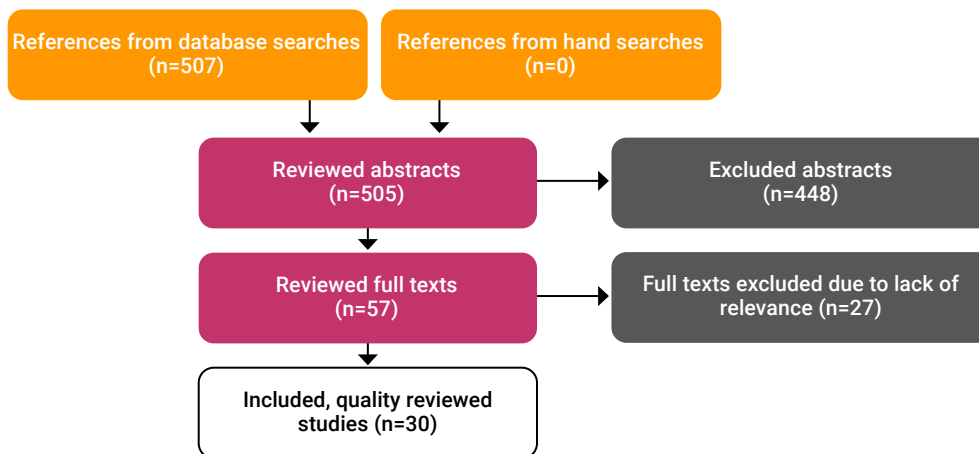 References from database searches
(n=507)
References from hand searches
(n=0)
Reviewed abstracts
(n=505)
Excluded abstracts
(n=448)
Reviewed full texts
(n=57)
Full texts excluded due to lack of
relevance (n=27)
Included, quality reviewed
studies (n=30)